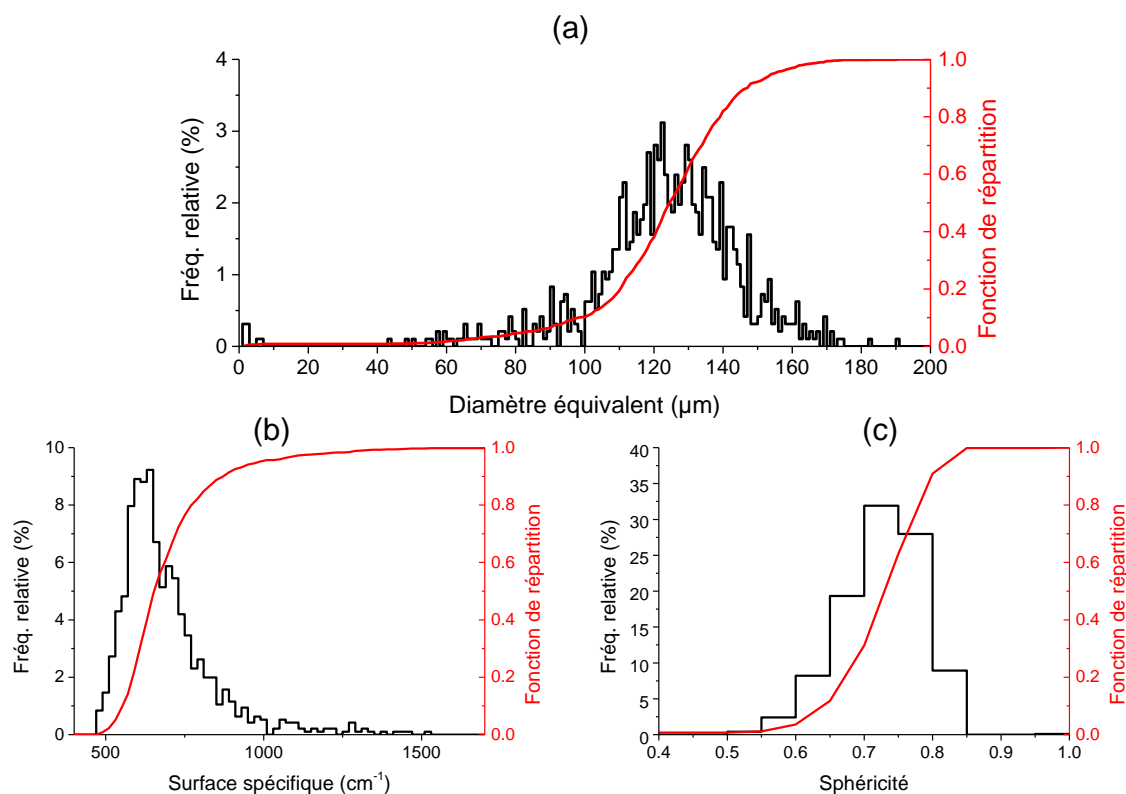 (a)
Fréq. relative (%)
4
3
2
1
0
0 20 40 60 80 100 120 140 160 180 200
Diamètre équivalent (µm)
1.0
0.8
0.6
0.4
0.2
0.0
Fonction de répartition
(b)
Fréq. relative (%)
10
8
6
4
2
0
500 1000 1500
Surface spécifique (cm⁻¹)
1.0
0.8
0.6
0.4
0.2
0.0
Fonction de répartition
(c)
Fréq. relative (%)
40
35
30
25
20
15
10
5
0
0.4 0.5 0.6 0.7 0.8 0.9 1.0
Sphéricité
1.0
0.8
0.6
0.4
0.2
0.0
Fonction de répartition